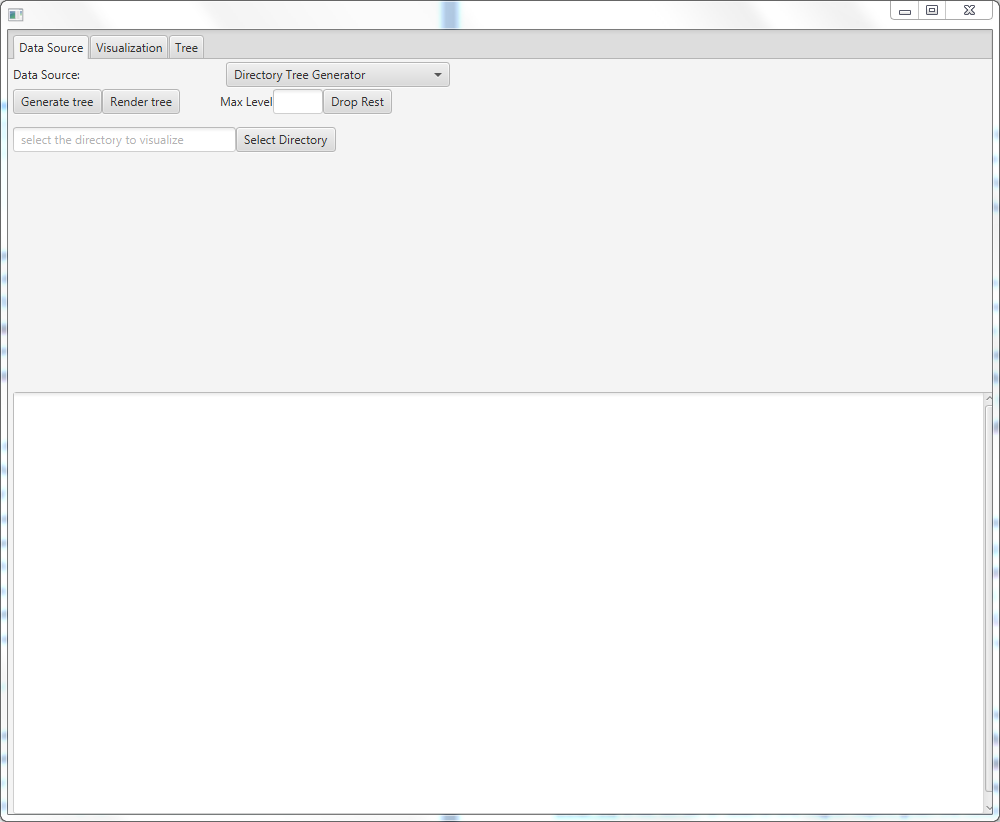 Data Source Visualization Tree
Data Source: Directory Tree Generator
Generate tree Render tree Max Level Drop Rest
select the directory to visualize Select Directory